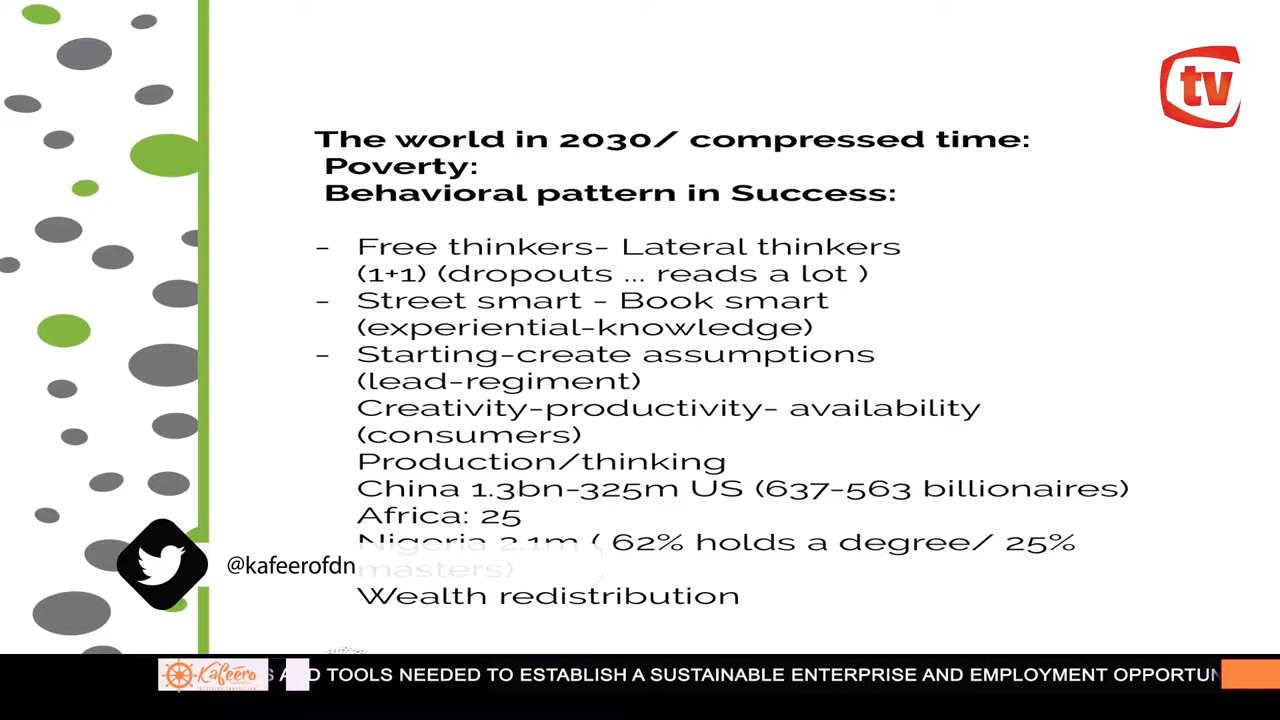 tv
The world in 2030/ compressed time:
Poverty:
Behavioral pattern in Success:
- Free thinkers- Lateral thinkers
(1+1) (dropouts ... reads a lot )
- Street smart - Book smart
(experiential-knowledge)
- Starting-create assumptions
(lead-regiment)
Creativity-productivity- availability
(consumers)
Production/thinking
China 1.3bn-325m US (637-563 billionaires)
Africa: 25
Nigeria 2.1m ( 62% holds a degree/ 25%
masters)
@kafeerofdn
Wealth redistribution
Kafeero
TOOLS NEEDED TO ESTABLISH A SUSTAINABLE ENTERPRISE AND EMPLOYMENT